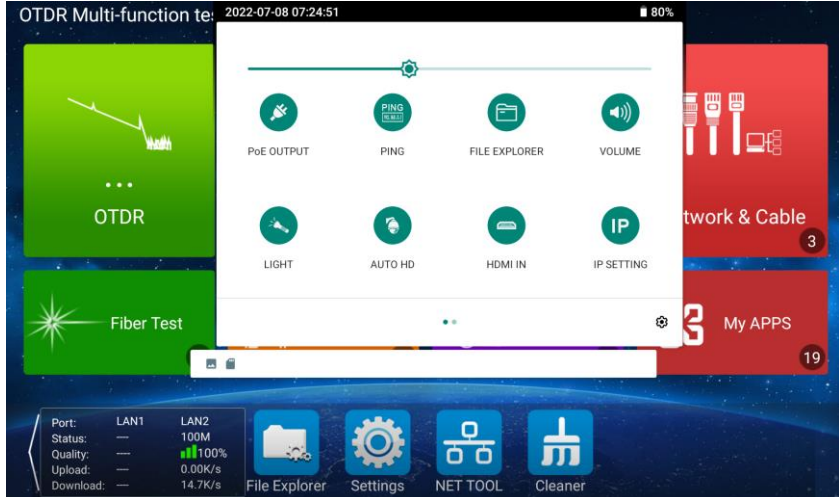 OTDR Multi-function te
2022-07-08 07:24:51
80%
PoE OUTPUT
PING
PING
FILE EXPLORER
VOLUME
LIGHT
AUTO HD
HDMI IN
IP
IP SETTING
OTDR
twork & Cable
3
Fiber Test
My APPS
19
Port: LAN1 LAN2
Status: — 100M
Quality: — 100%
Upload: — 0.00K/s
Download: — 14.7K/s
File Explorer
Settings
NET TOOL
Cleaner